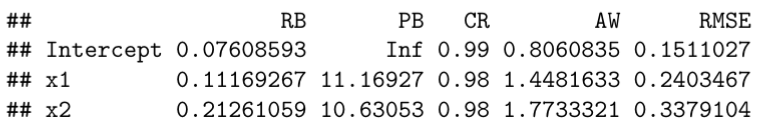 ##                   RB       PB   CR        AW      RMSE
## Intercept 0.07608593      Inf 0.99 0.8060835 0.1511027
## x1        0.11169267 11.16927 0.98 1.4481633 0.2403467
## x2        0.21261059 10.63053 0.98 1.7733321 0.3379104